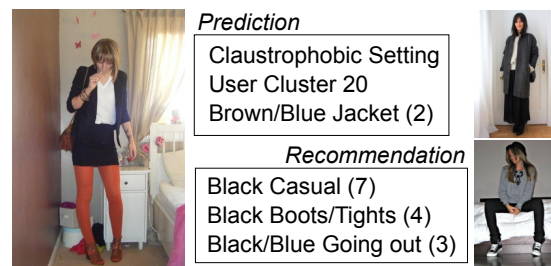 Prediction
Claustrophobic Setting
User Cluster 20
Brown/Blue Jacket (2)
Recommendation
Black Casual (7)
Black Boots/Tights (4)
Black/Blue Going out (3)